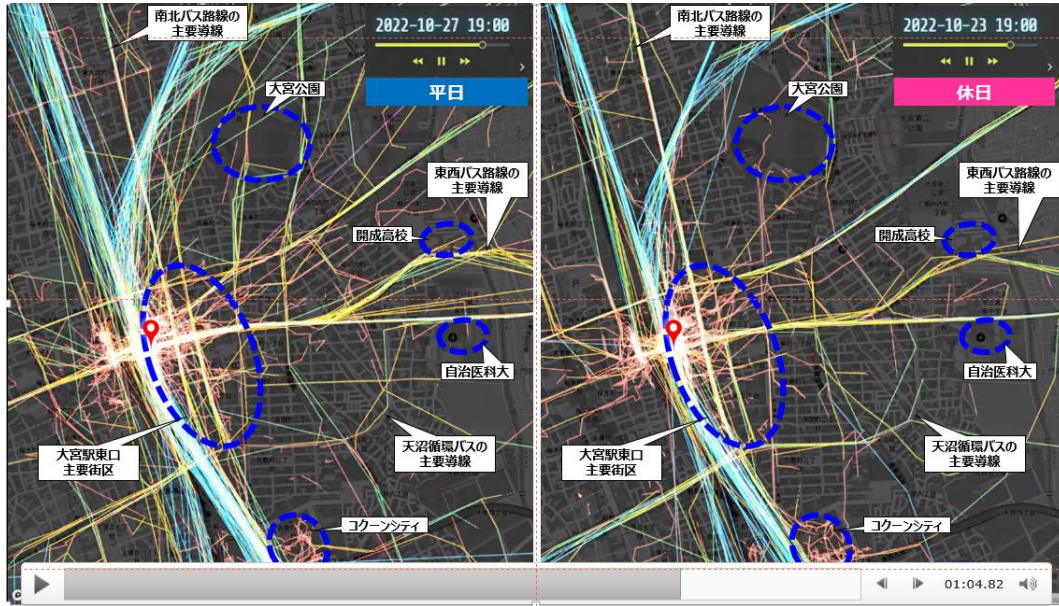 南北バス路線の
主要導線
2022-10-27 19:00
平日
大宮公園
東西バス路線の
主要導線
開成高校
自治医科大
大宮駅東口
主要街区
天沼循環バスの
主要導線
コクーンシティ
南北バス路線の
主要導線
2022-10-23 19:00
休日
大宮公園
東西バス路線の
主要導線
開成高校
自治医科大
大宮駅東口
主要街区
天沼循環バスの
主要導線
コクーンシティ
01:04.82